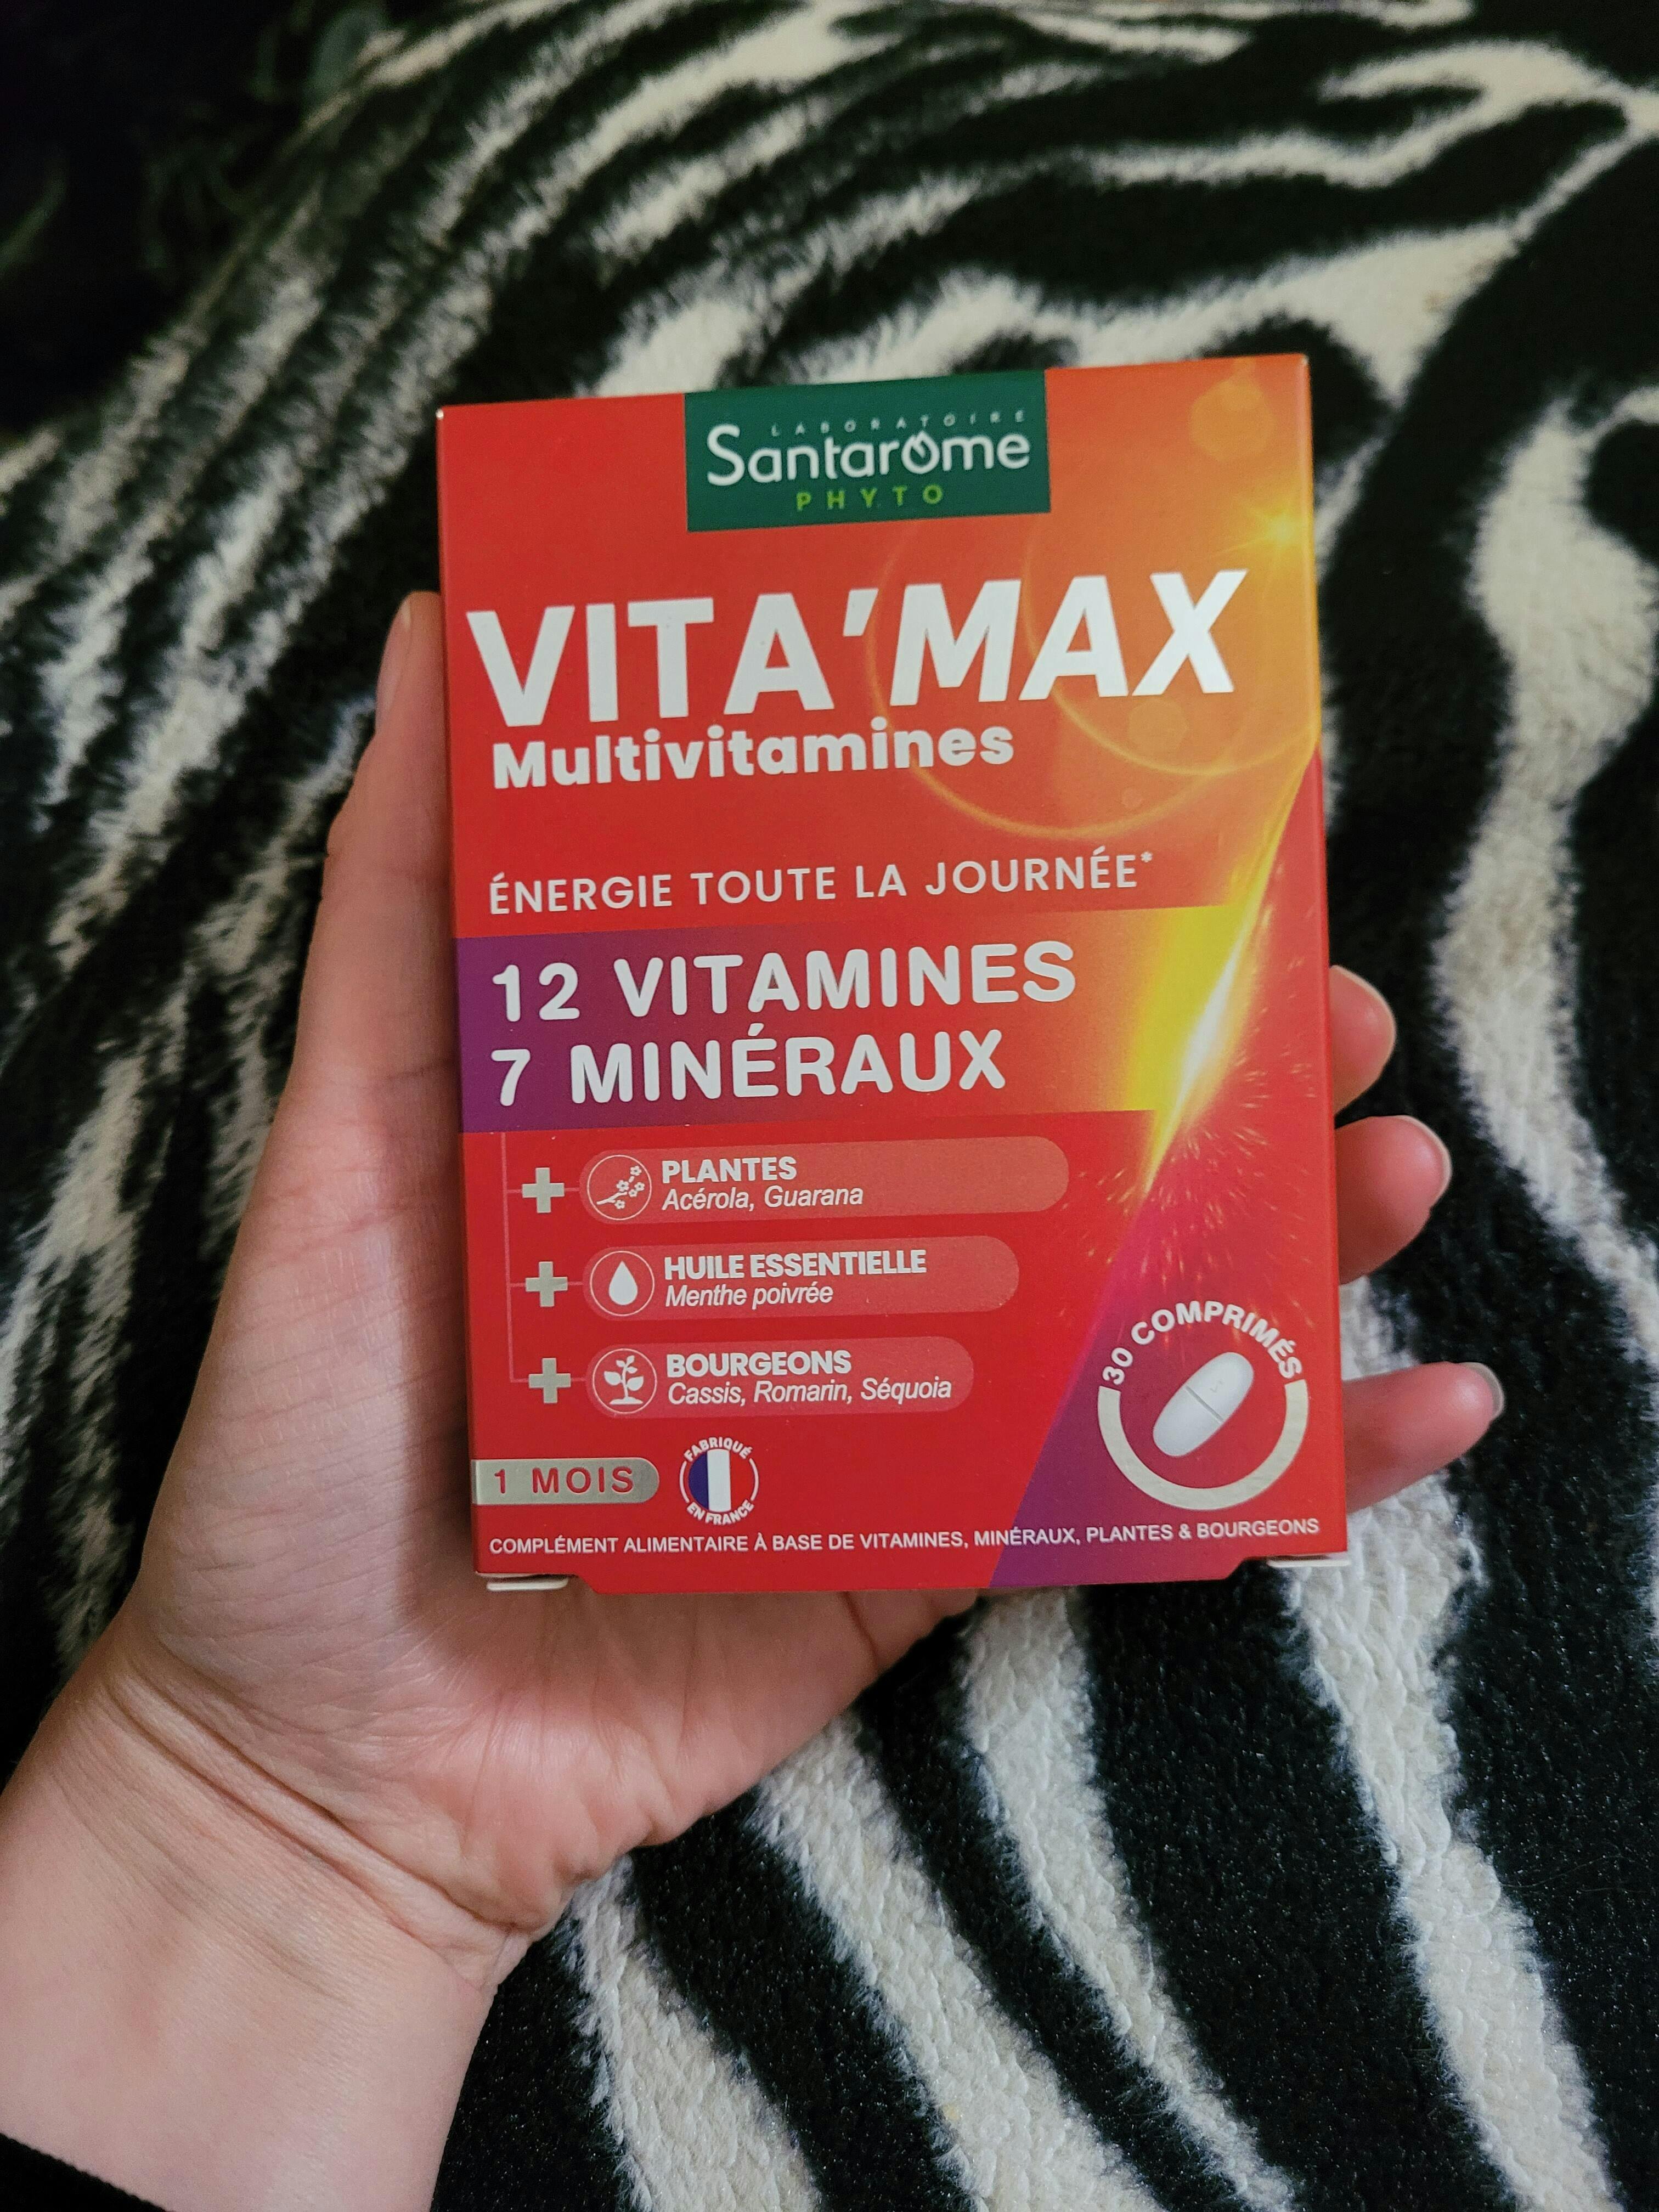 LABORATOIRE
Santarôme
PHYTO
VITA'MAX
Multivitamines
ÉNERGIE TOUTE LA JOURNÉE*
12 VITAMINES
7 MINÉRAUX
PLANTES
Acérola, Guarana
HUILE ESSENTIELLE
Menthe poivrée
BOURGEONS
Cassis, Romarin, Séquoia
30 COMPRIMÉS
1 MOIS
FABRIQUÉ
EN FRANCE
COMPLÉMENT ALIMENTAIRE À BASE DE VITAMINES, MINÉRAUX, PLANTES & BOURGEONS